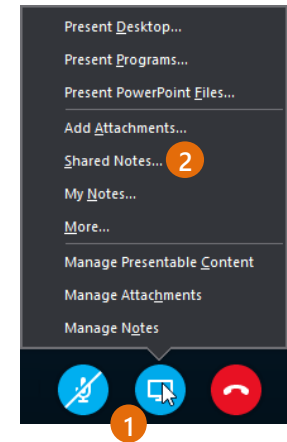 Present Desktop...
Present Programs...
Present PowerPoint Files...
Add Attachments...
Shared Notes... 2
My Notes...
More...
Manage Presentable Content
Manage Attachments
Manage Notes
1